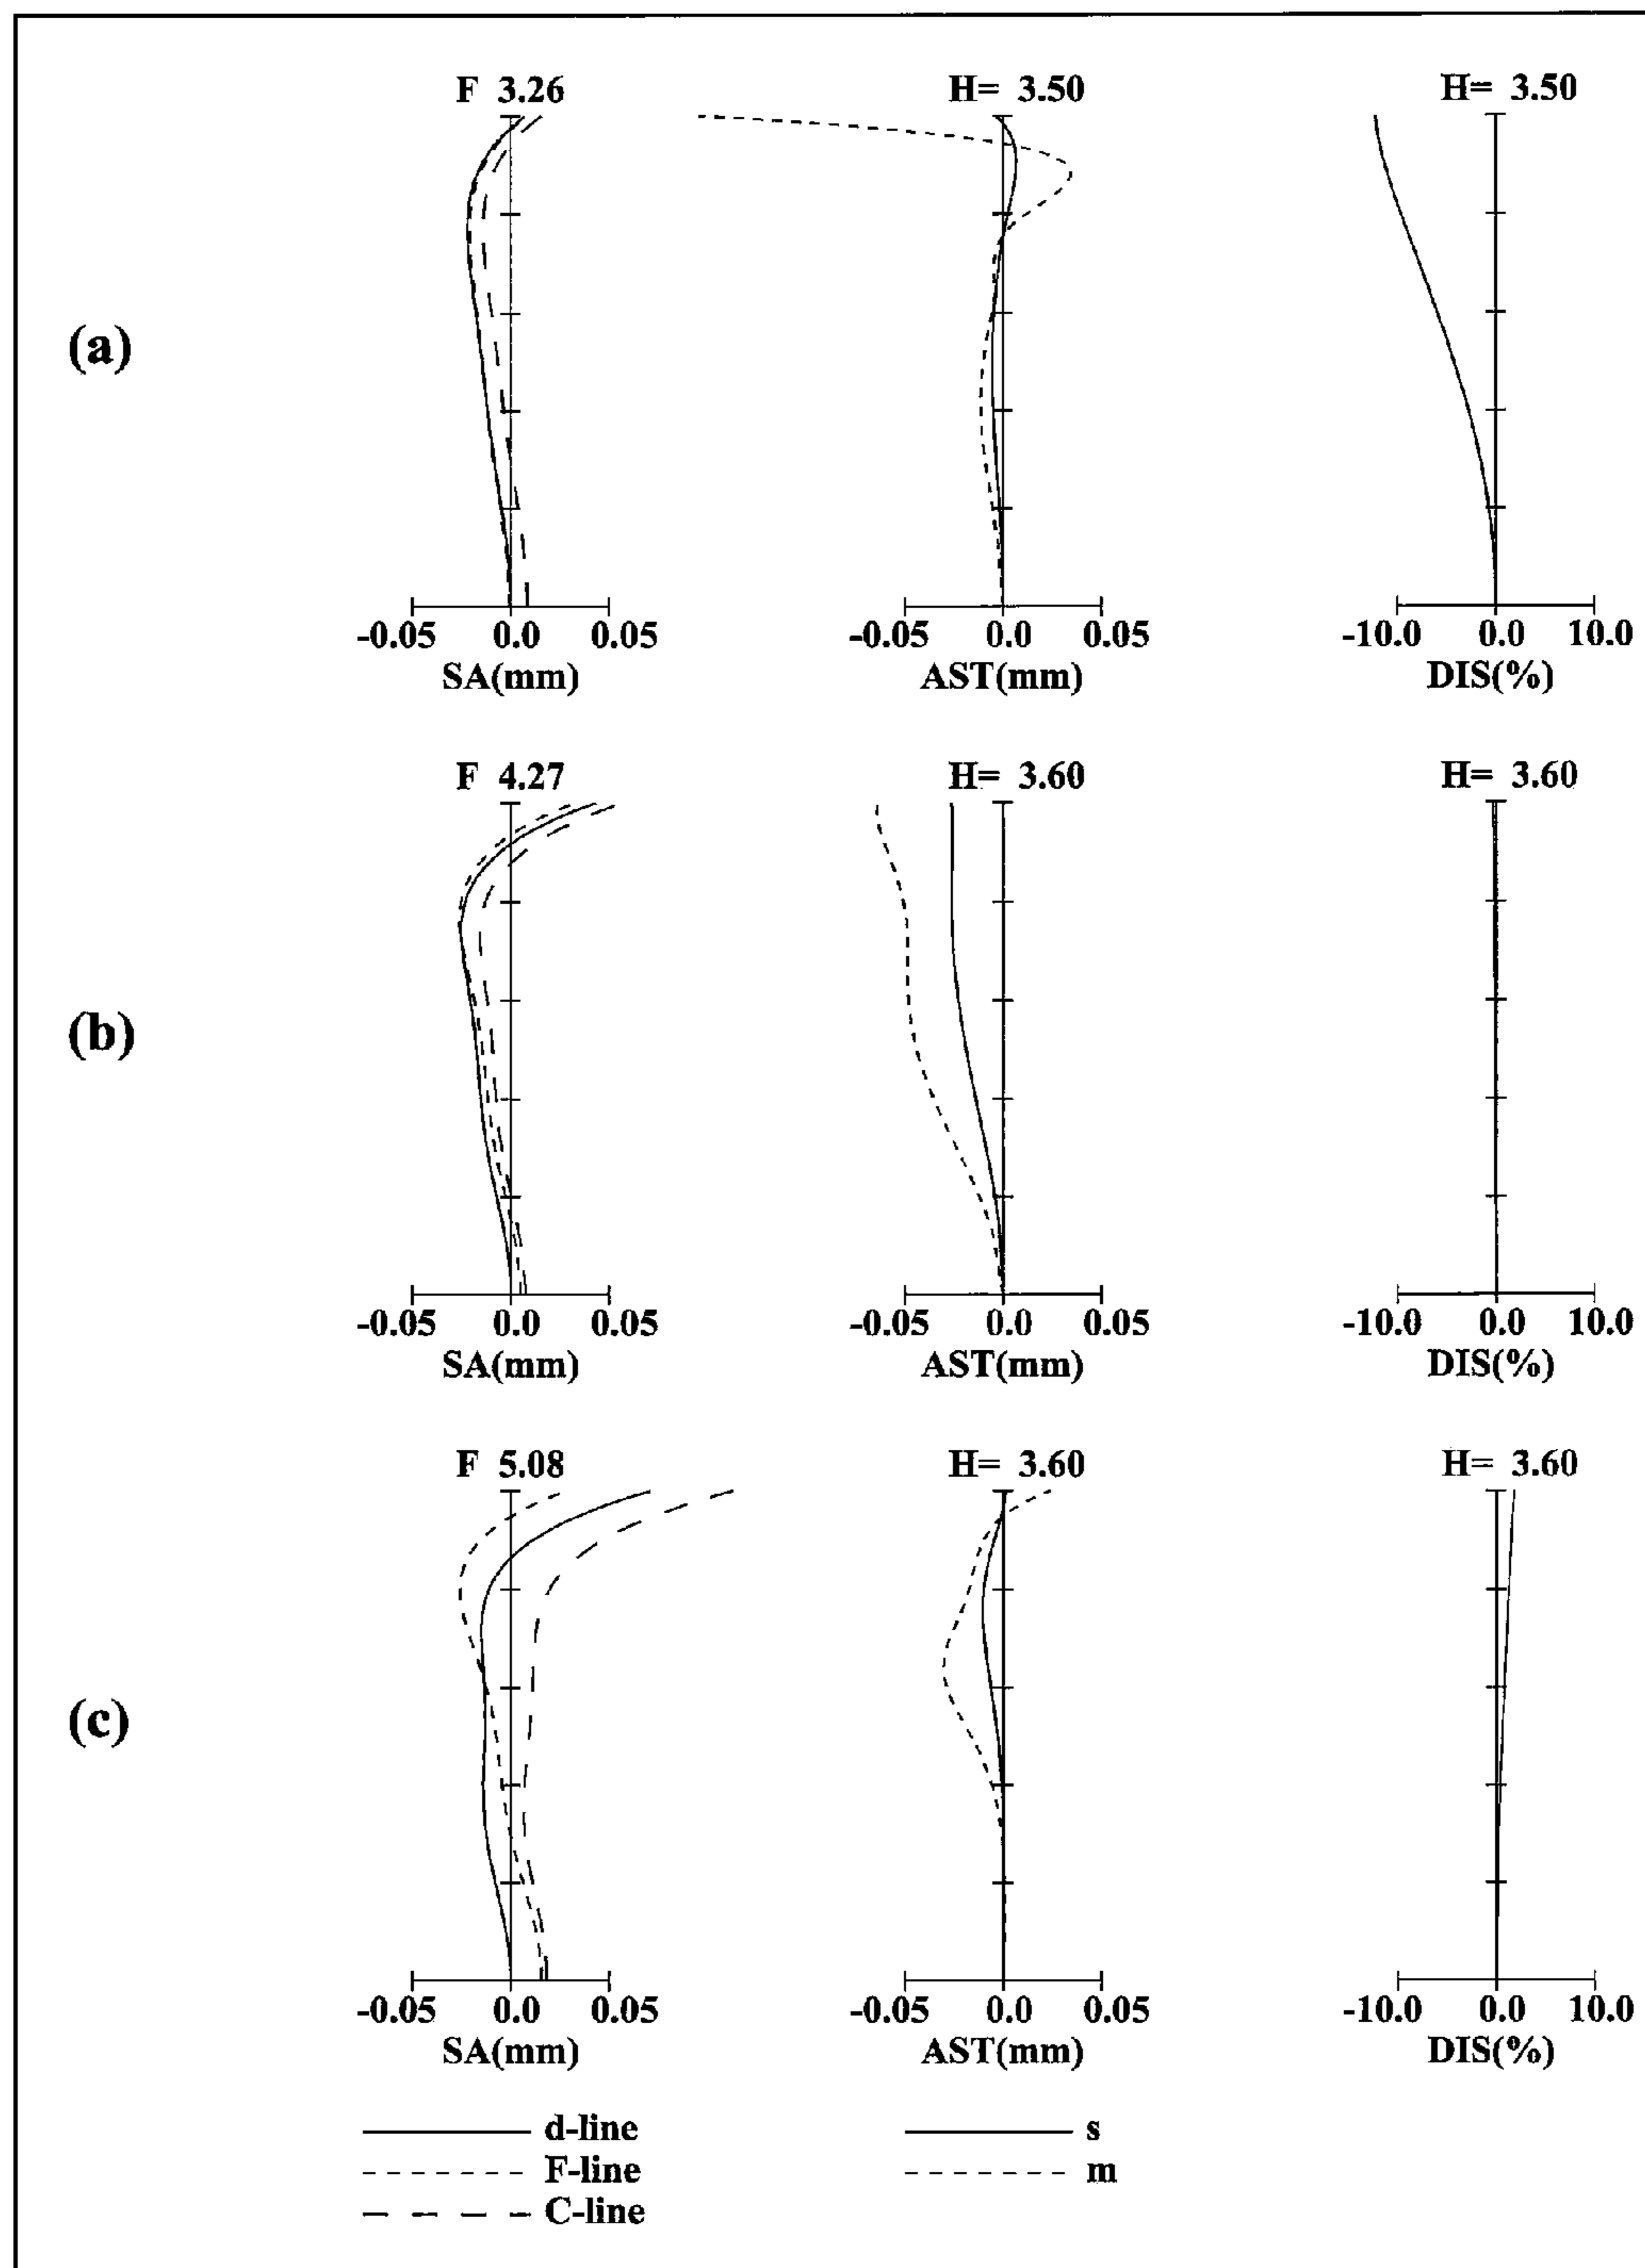 F 3.26 H= 3.50 H= 3.50
(a)
-0.05 0.0 0.05 -0.05 0.0 0.05 -10.0 0.0 10.0
SA(mm) AST(mm) DIS(%)
F 4.27 H= 3.60 H= 3.60
(b)
-0.05 0.0 0.05 -0.05 0.0 0.05 -10.0 0.0 10.0
SA(mm) AST(mm) DIS(%)
F 5.08 H= 3.60 H= 3.60
(c)
-0.05 0.0 0.05 -0.05 0.0 0.05 -10.0 0.0 10.0
SA(mm) AST(mm) DIS(%)
d-line s
F-line m
C-line